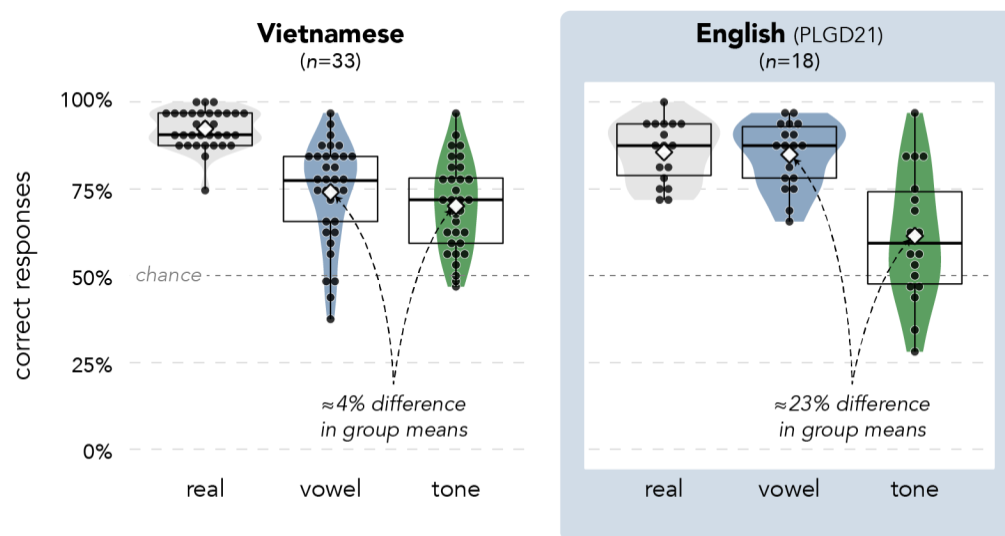 Vietnamese
(n=33)
English (PLGD21)
(n=18)
correct responses
100%
75%
50%
25%
0%
chance
≈4% difference
in group means
≈23% difference
in group means
real vowel tone
real vowel tone